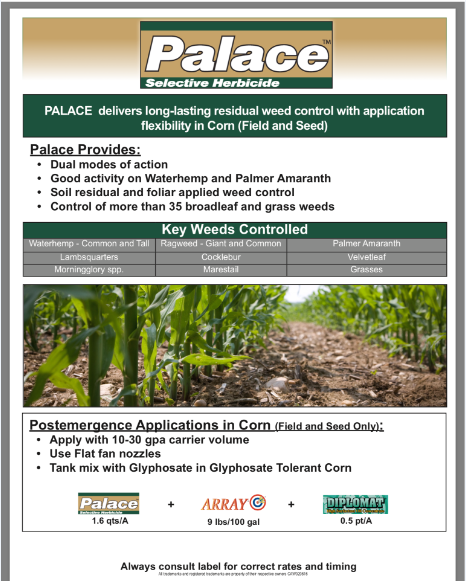 Palace™
Selective Herbicide
PALACE delivers long-lasting residual weed control with application
flexibility in Corn (Field and Seed)
Palace Provides:
• Dual modes of action
• Good activity on Waterhemp and Palmer Amaranth
• Soil residual and foliar applied weed control
• Control of more than 35 broadleaf and grass weeds
Key Weeds Controlled
Waterhemp - Common and Tall Ragweed - Giant and Common Palmer Amaranth
Lambsquarters Cocklebur Velvetleaf
Morningglory spp. Marestail Grasses
Postemergence Applications in Corn (Field and Seed Only):
• Apply with 10-30 gpa carrier volume
• Use Flat fan nozzles
• Tank mix with Glyphosate in Glyphosate Tolerant Corn
Palace + ARRAY + DIPLOMAT
Selective Herbicide
1.6 qts/A 9 lbs/100 gal 0.5 pt/A
Always consult label for correct rates and timing
All trademarks and registered trademarks are property of their respective owners